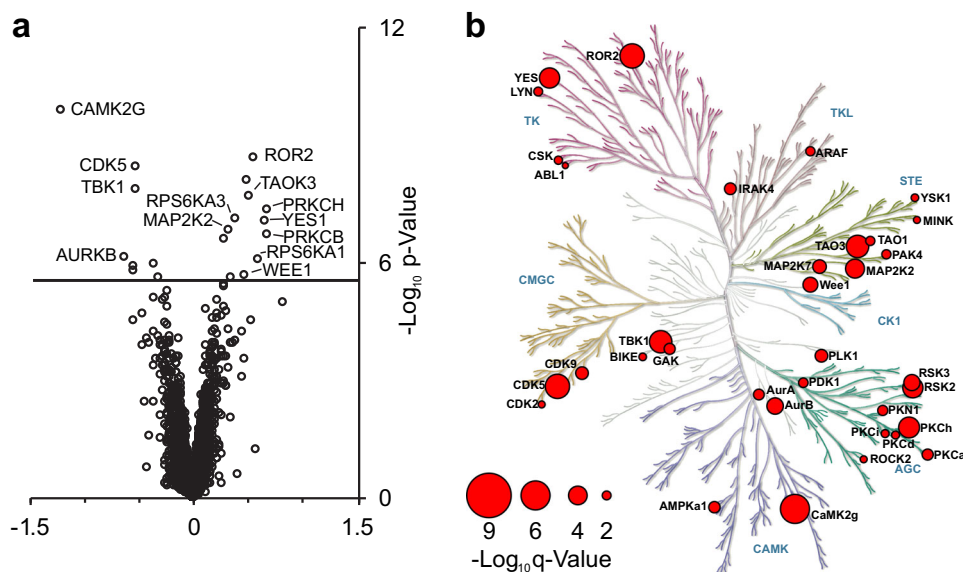 a
12
CAMK2G
CDK5
TBK1
ROR2
TAOK3
RPS6KA3
PRKCH
MAP2K2
YES1
PRKCB
AURKB
RPS6KA1
WEE1
6
-Log10 p-Value
0
-1.5
0
1.5
b
ROR2
YES
LYN
TK
TKL
CSK
ABL1
ARAF
IRAK4
STE
YSK1
MINK
TAO3
TAO1
PAK4
MAP2K7
MAP2K2
Wee1
CMGC
CK1
TBK1
BIKE
GAK
CDK9
CDK5
CDK2
PLK1
PDK1
RSK3
RSK2
AurA
AurB
PKN1
PKCh
PKCi
PKCd
PKCa
ROCK2
AGC
AMPKa1
CaMK2g
CAMK
9 6 4 2
-Log10q-Value